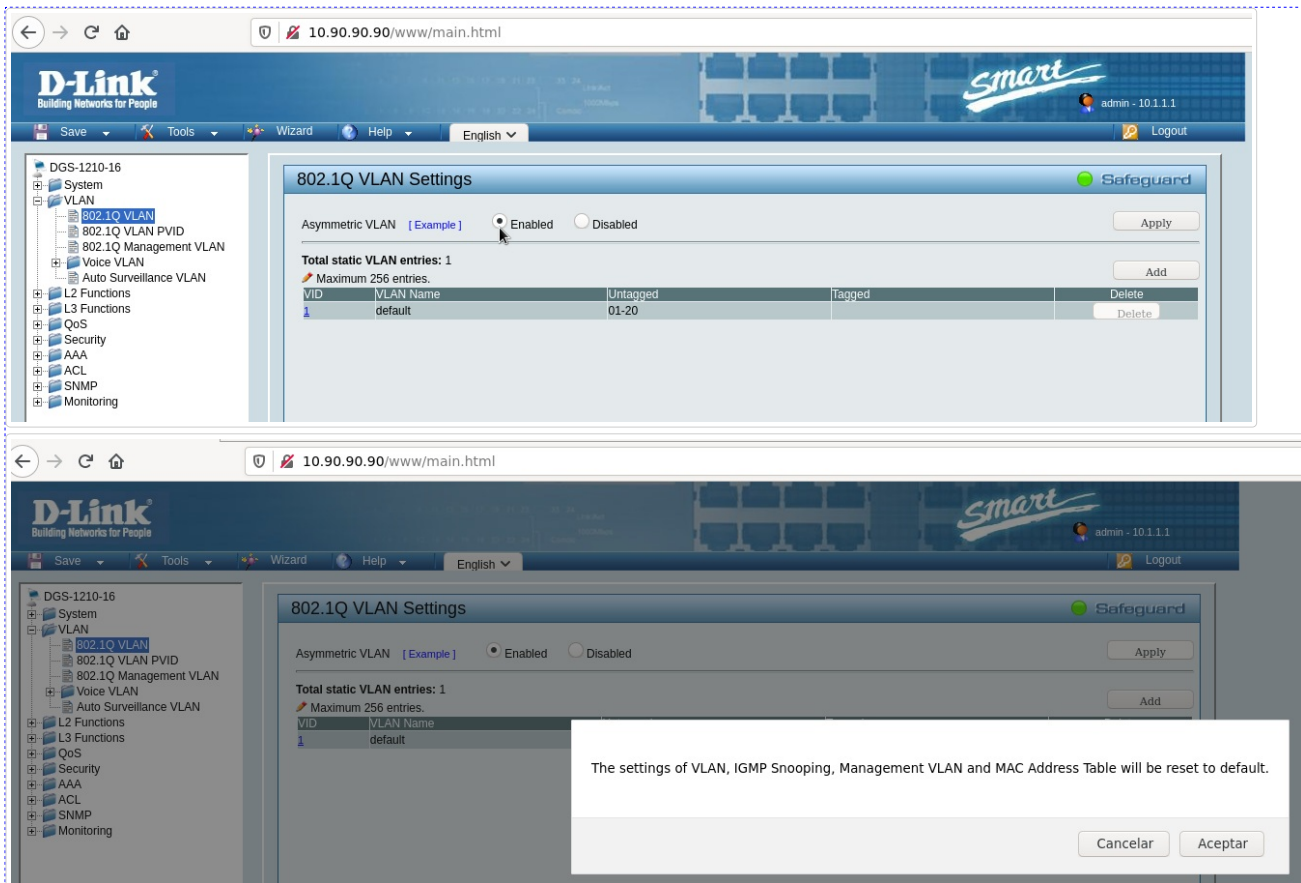 10.90.90.90/www/main.html
D-Link
Building Networks for People
smart
admin - 10.1.1.1
Save Tools Wizard Help English Logout
DGS-1210-16
System
VLAN
802.1Q VLAN
802.1Q VLAN PVID
802.1Q Management VLAN
Voice VLAN
Auto Surveillance VLAN
L2 Functions
L3 Functions
QoS
Security
AAA
ACL
SNMP
Monitoring
802.1Q VLAN Settings Safeguard
Asymmetric VLAN [ Example ] Enabled Disabled Apply
Total static VLAN entries: 1
Maximum 256 entries. Add
VID VLAN Name Untagged Tagged Delete
1 default 01-20 Delete
10.90.90.90/www/main.html
D-Link
Building Networks for People
smart
admin - 10.1.1.1
Save Tools Wizard Help English Logout
DGS-1210-16
System
VLAN
802.1Q VLAN
802.1Q VLAN PVID
802.1Q Management VLAN
Voice VLAN
Auto Surveillance VLAN
L2 Functions
L3 Functions
QoS
Security
AAA
ACL
SNMP
Monitoring
802.1Q VLAN Settings Safeguard
Asymmetric VLAN [ Example ] Enabled Disabled Apply
Total static VLAN entries: 1
Maximum 256 entries. Add
VID VLAN Name
1 default
The settings of VLAN, IGMP Snooping, Management VLAN and MAC Address Table will be reset to default.
Cancelar Aceptar